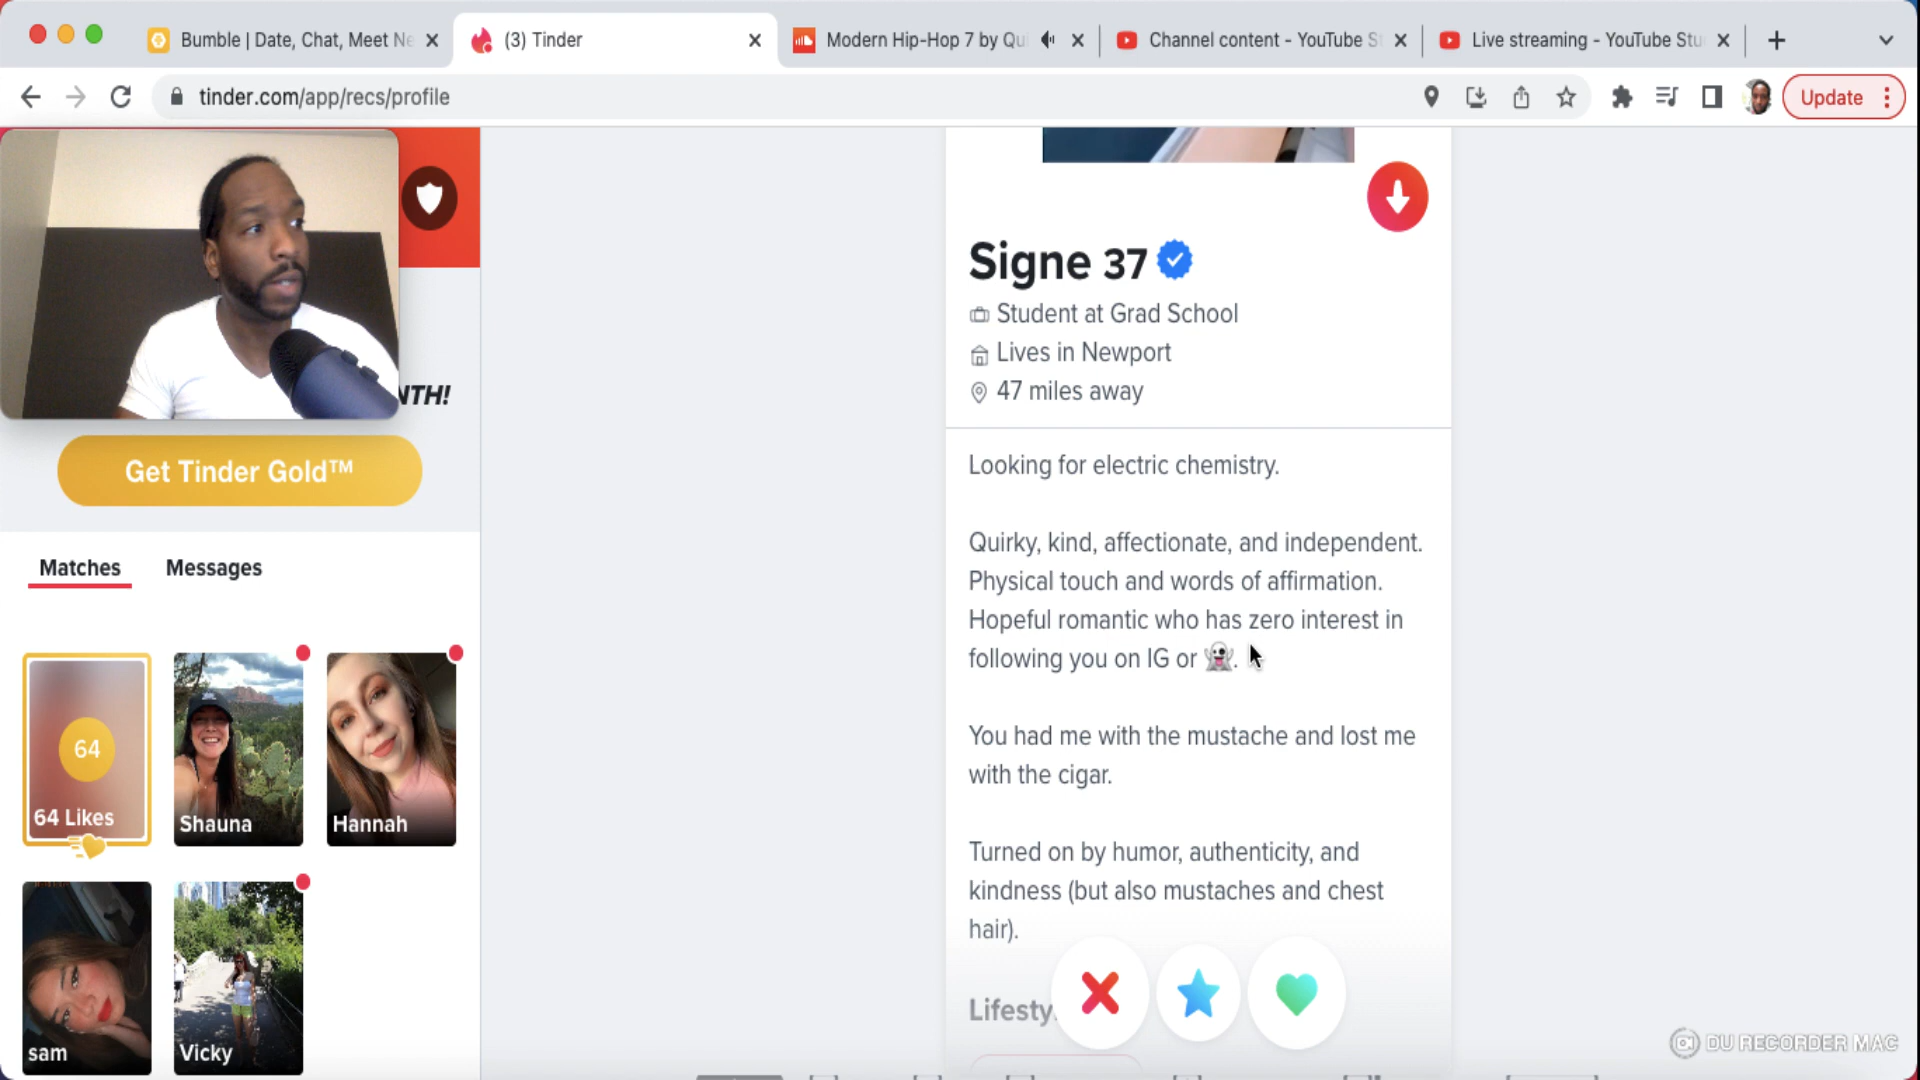 Bumble | Date, Chat, Meet Ne
(3) Tinder
Modern Hip-Hop 7 by Qui
Channel content - YouTube S
Live streaming - YouTube Stu
tinder.com/app/recs/profile
Update
NTH!
Get Tinder Gold™
Matches
Messages
64
64 Likes
Shauna
Hannah
sam
Vicky
Signe 37
Student at Grad School
Lives in Newport
47 miles away
Looking for electric chemistry.
Quirky, kind, affectionate, and independent.
Physical touch and words of affirmation.
Hopeful romantic who has zero interest in
following you on IG or 👻.
You had me with the mustache and lost me
with the cigar.
Turned on by humor, authenticity, and
kindness (but also mustaches and chest
hair).
Lifesty
DU RECORDER MAC